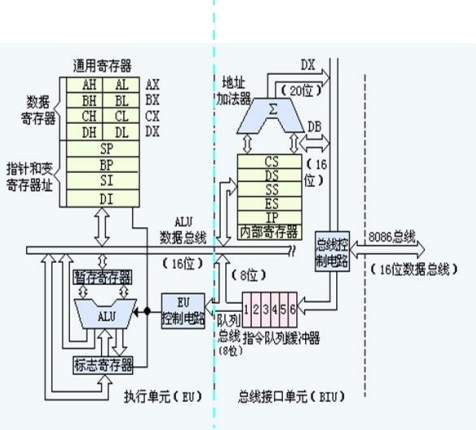 通用寄存器
AH AL AX
BH BL BX
CH CL CX
DH DL DX
数据
寄存器
SP
BP
SI
DI
指针和变
寄存器址
DX
地址
加法器
(20位)
Σ
DB
(16
位)
CS
DS
SS
ES
IP
内部寄存器
ALU
数据总线
(16位)
(8位)
总线控
制电路
8086总线
(16位数据总线)
暂存寄存器
ALU
标志寄存器
EU
控制电路
队列
总线
(8位)
1 2 3 4 5 6
指令队列缓冲器
执行单元(EU)
总线接口单元(BIU)